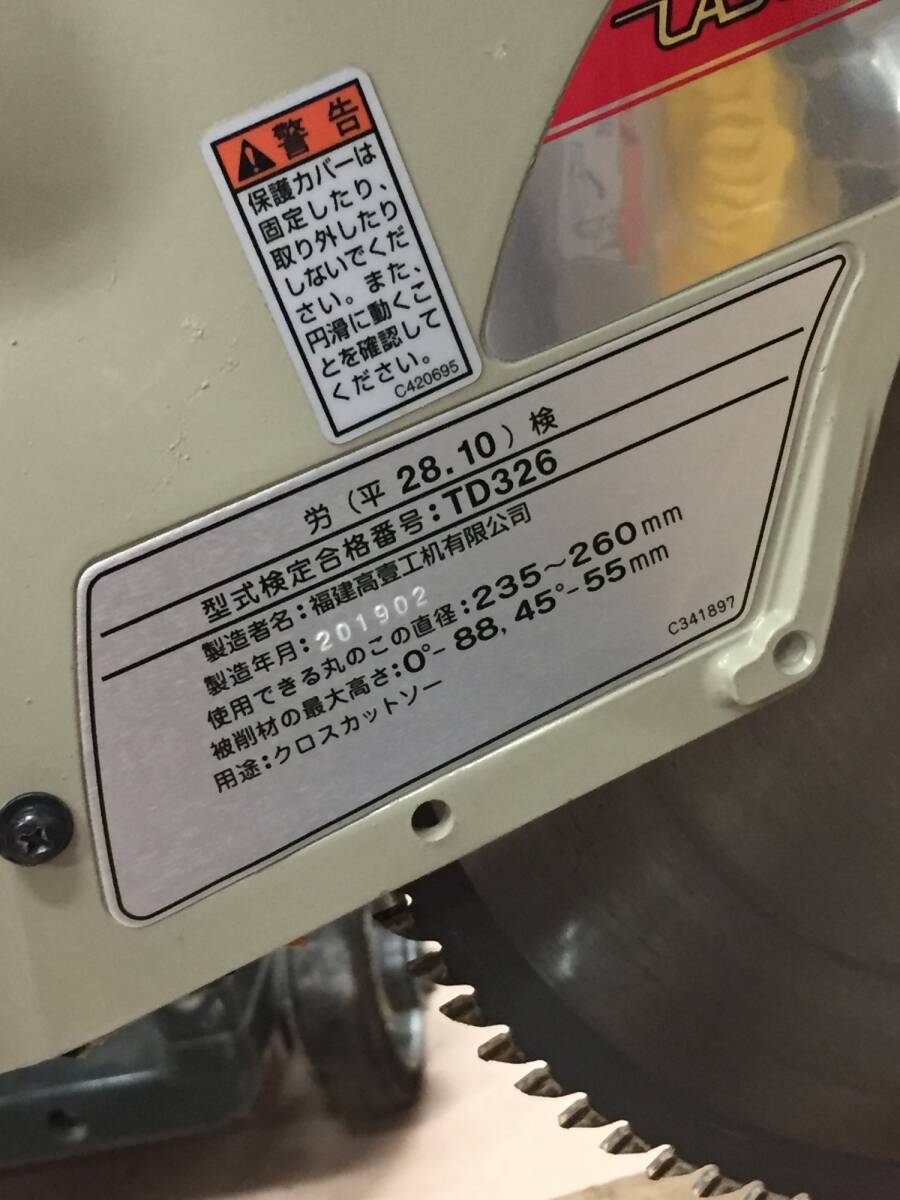 警告
保護カバーは
固定したり、
取り外したり
しないでくだ
さい。また、
円滑に動くこ
とを確認して
ください。
C420695
労（平 28.10）検
型式検定合格番号：TD326
製造者名：福建高壹工机有限公司
製造年月：201902
使用できる丸のこの直径：235～260mm
被削材の最大高さ：0°-88, 45°-55mm
用途：クロスカットソー
C341897